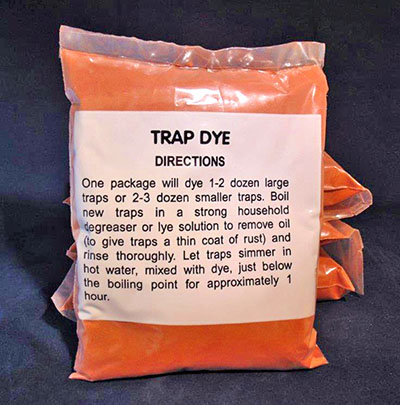 TRAP DYE
DIRECTIONS
One package will dye 1-2 dozen large
traps or 2-3 dozen smaller traps. Boil
new traps in a strong household
degreaser or lye solution to remove oil
(to give traps a thin coat of rust) and
rinse thoroughly. Let traps simmer in
hot water, mixed with dye, just below
the boiling point for approximately 1
hour.